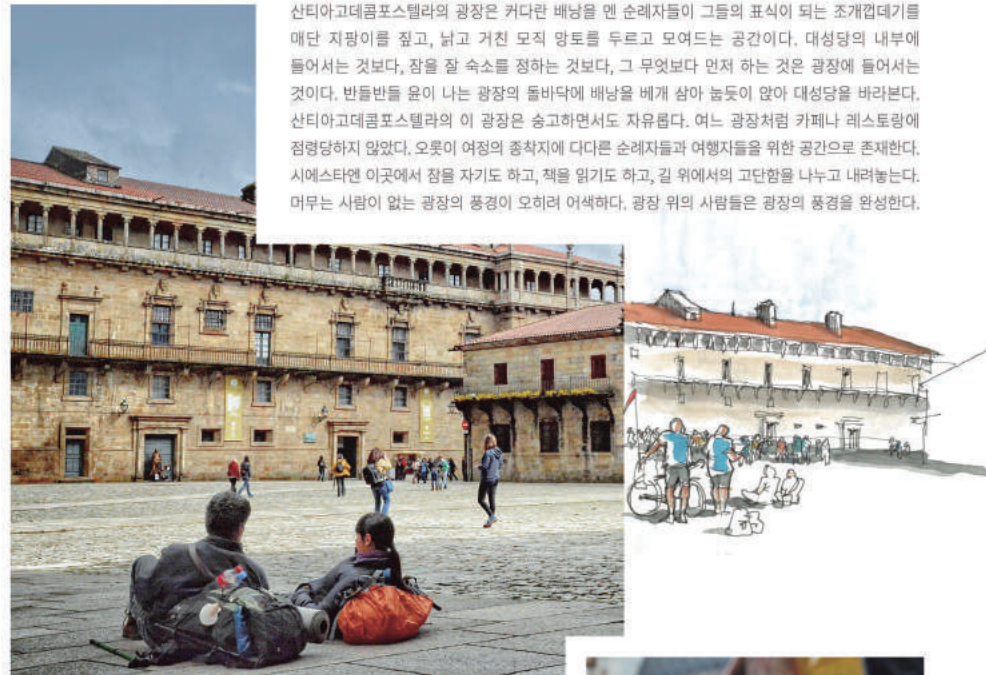 산티아고데콤포스텔라의 광장은 커다란 배낭을 멘 순례자들이 그들의 표식이 되는 조개껍데기를
매단 지팡이를 짚고, 낡고 거친 모직 망토를 두르고 모여드는 공간이다. 대성당의 내부에
들어서는 것보다, 잠을 잘 숙소를 정하는 것보다, 그 무엇보다 먼저 하는 것은 광장에 들어서는
것이다. 반들반들 윤이 나는 광장의 돌바닥에 배낭을 베개 삼아 눕듯이 앉아 대성당을 바라본다.
산티아고데콤포스텔라의 이 광장은 숭고하면서도 자유롭다. 여느 광장처럼 카페나 레스토랑에
점령당하지 않았다. 오롯이 여정의 종착지에 다다른 순례자들과 여행자들을 위한 공간으로 존재한다.
시에스타엔 이곳에서 잠을 자기도 하고, 책을 읽기도 하고, 길 위에서의 고단함을 나누고 내려놓는다.
머무는 사람이 없는 광장의 풍경이 오히려 어색하다. 광장 위의 사람들은 광장의 풍경을 완성한다.